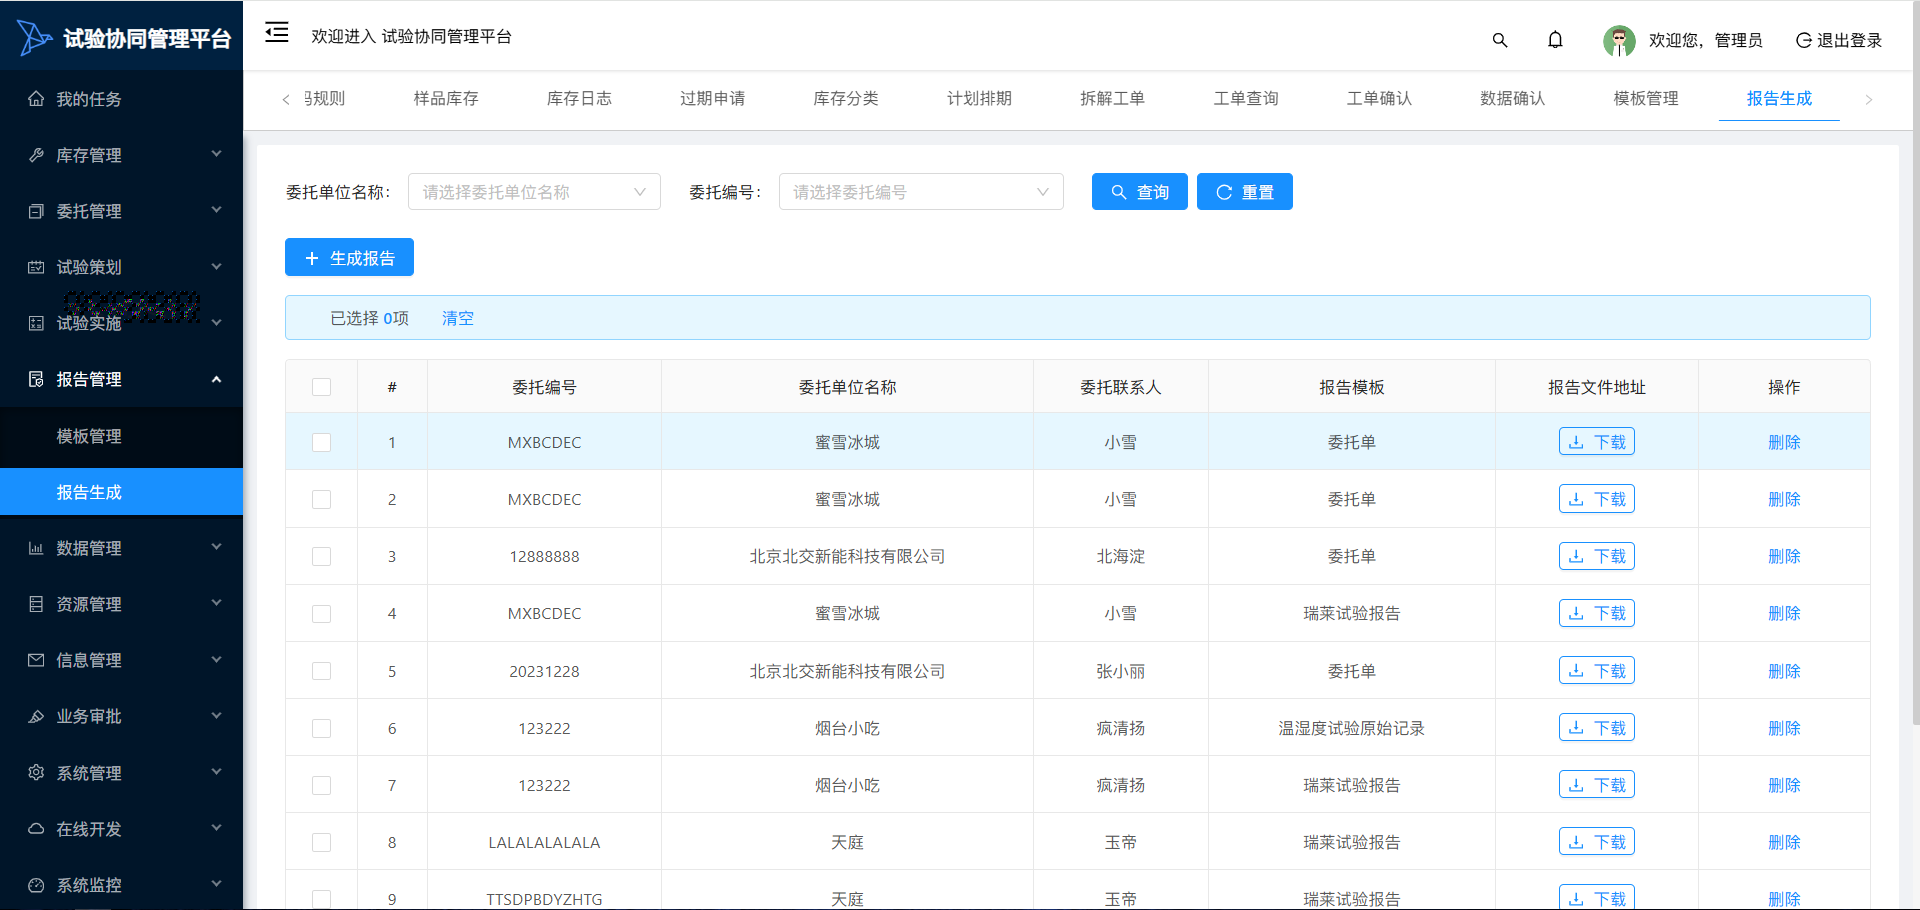 试验协同管理平台
欢迎进入 试验协同管理平台
欢迎您，管理员
退出登录
规则
样品库存
库存日志
过期申请
库存分类
计划排期
拆解工单
工单查询
工单确认
数据确认
模板管理
报告生成
我的任务
库存管理
委托管理
试验策划
试验实施
报告管理
模板管理
报告生成
数据管理
资源管理
信息管理
业务审批
系统管理
在线开发
系统监控
委托单位名称： 请选择委托单位名称 委托编号： 请选择委托编号 查询 重置
生成报告
已选择 0项 清空
# 委托编号 委托单位名称 委托联系人 报告模板 报告文件地址 操作
1 MXBCDEC 蜜雪冰城 小雪 委托单 下载 删除
2 MXBCDEC 蜜雪冰城 小雪 委托单 下载 删除
3 12888888 北京北交新能科技有限公司 北海淀 委托单 下载 删除
4 MXBCDEC 蜜雪冰城 小雪 瑞莱试验报告 下载 删除
5 20231228 北京北交新能科技有限公司 张小丽 委托单 下载 删除
6 123222 烟台小吃 疯清扬 温湿度试验原始记录 下载 删除
7 123222 烟台小吃 疯清扬 瑞莱试验报告 下载 删除
8 LALALALALALA 天庭 玉帝 瑞莱试验报告 下载 删除
9 TTSDPBDYZHTG 天庭 玉帝 瑞莱试验报告 下载 删除